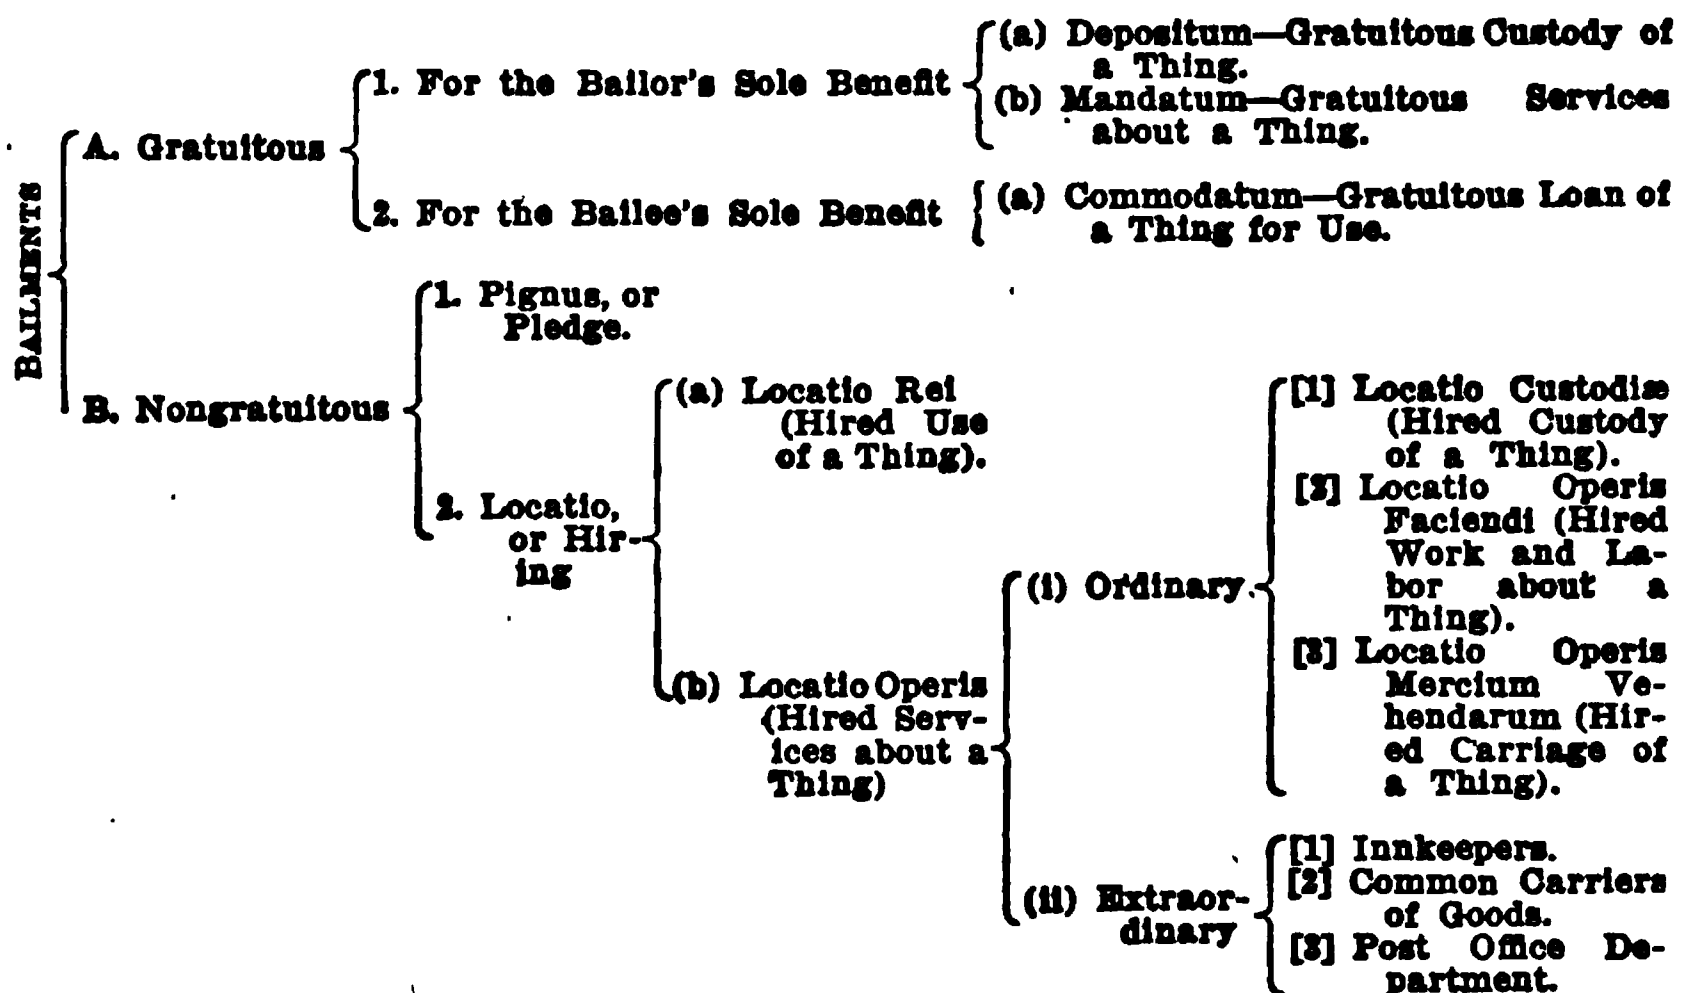 BAILMENTS
A. Gratuitous
1. For the Bailor's Sole Benefit
(a) Depositum—Gratuitous Custody of
a Thing.
(b) Mandatum—Gratuitous Services
about a Thing.
2. For the Bailee's Sole Benefit
(a) Commodatum—Gratuitous Loan of
a Thing for Use.
B. Nongratuitous
1. Pignus, or
Pledge.
2. Locatio,
or Hir-
ing
(a) Locatio Rei
(Hired Use
of a Thing).
(b) Locatio Operis
(Hired Serv-
ices about a
Thing)
(i) Ordinary
[1] Locatio Custodiæ
(Hired Custody
of a Thing).
[2] Locatio Operis
Faciendi (Hired
Work and La-
bor about a
Thing).
[3] Locatio Operis
Mercium Ve-
hendarum (Hir-
ed Carriage of
a Thing).
(ii) Extraor-
dinary
[1] Innkeepers.
[2] Common Carriers
of Goods.
[3] Post Office De-
partment.